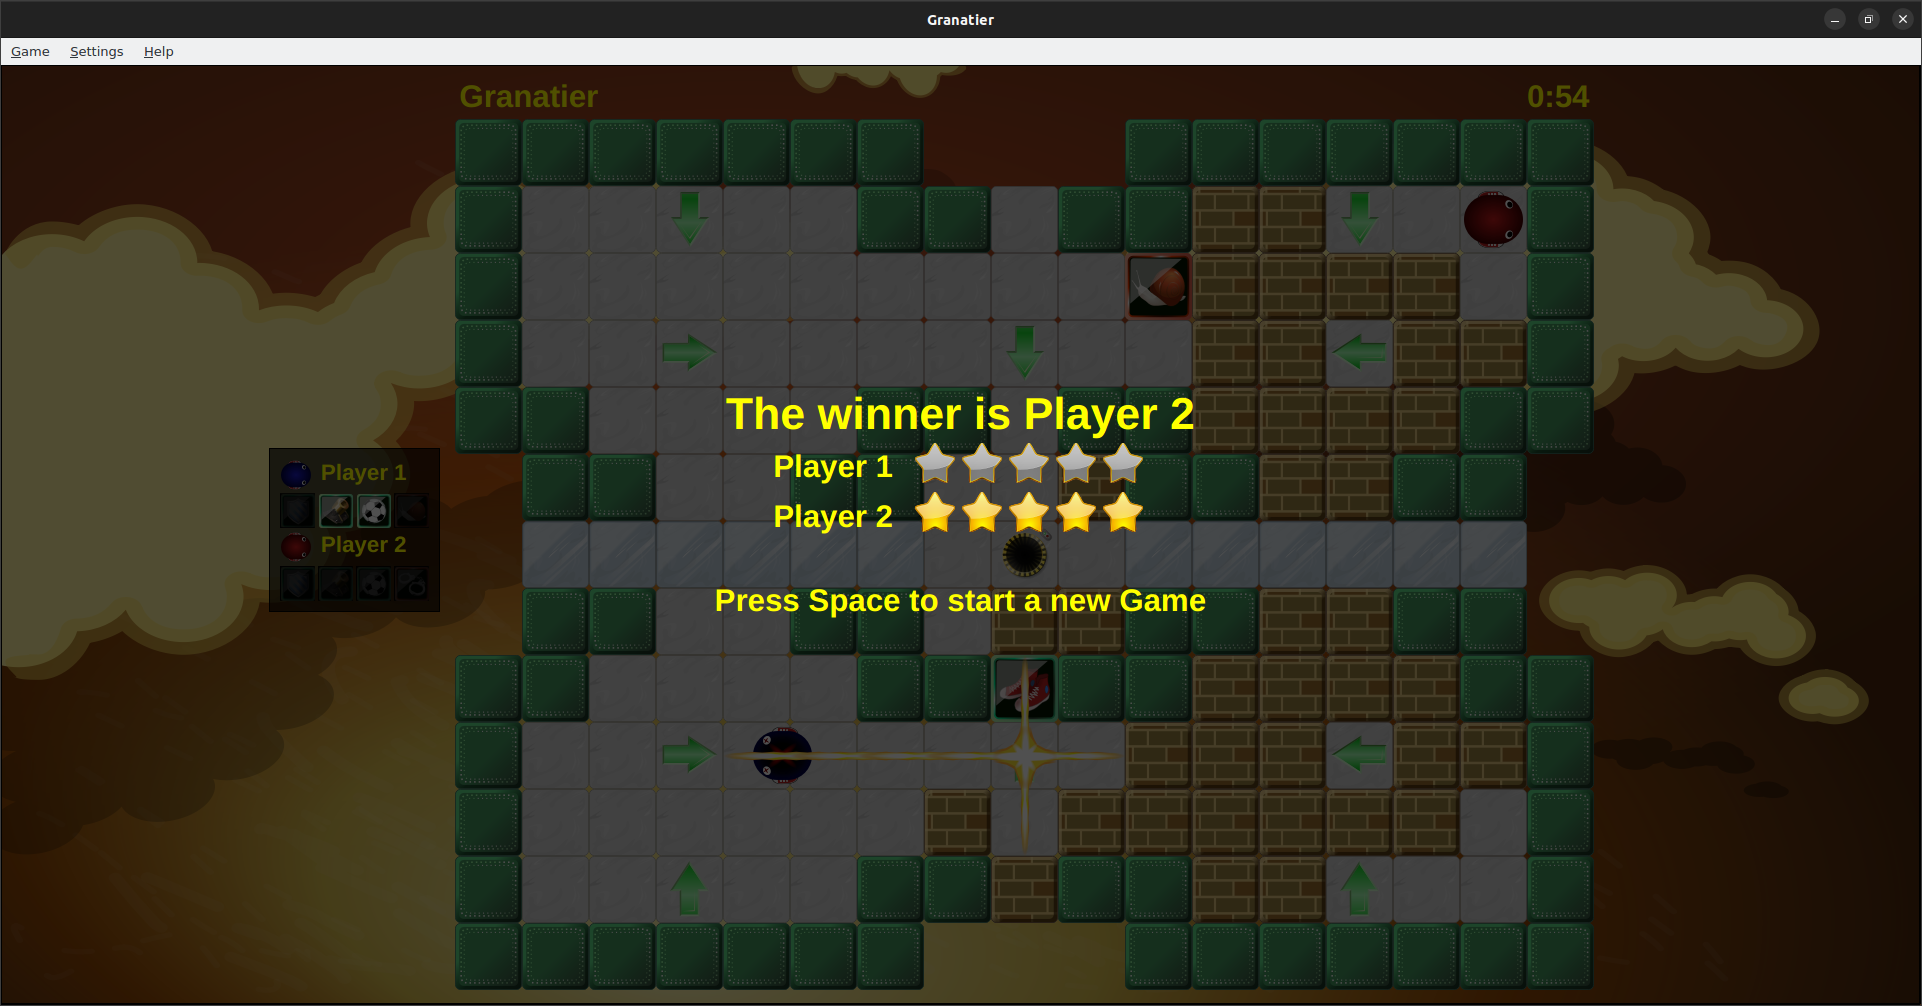 Granatier
Game Settings Help
Granatier 0:54
The winner is Player 2
Player 1
Player 2
Press Space to start a new Game
Player 1
Player 2